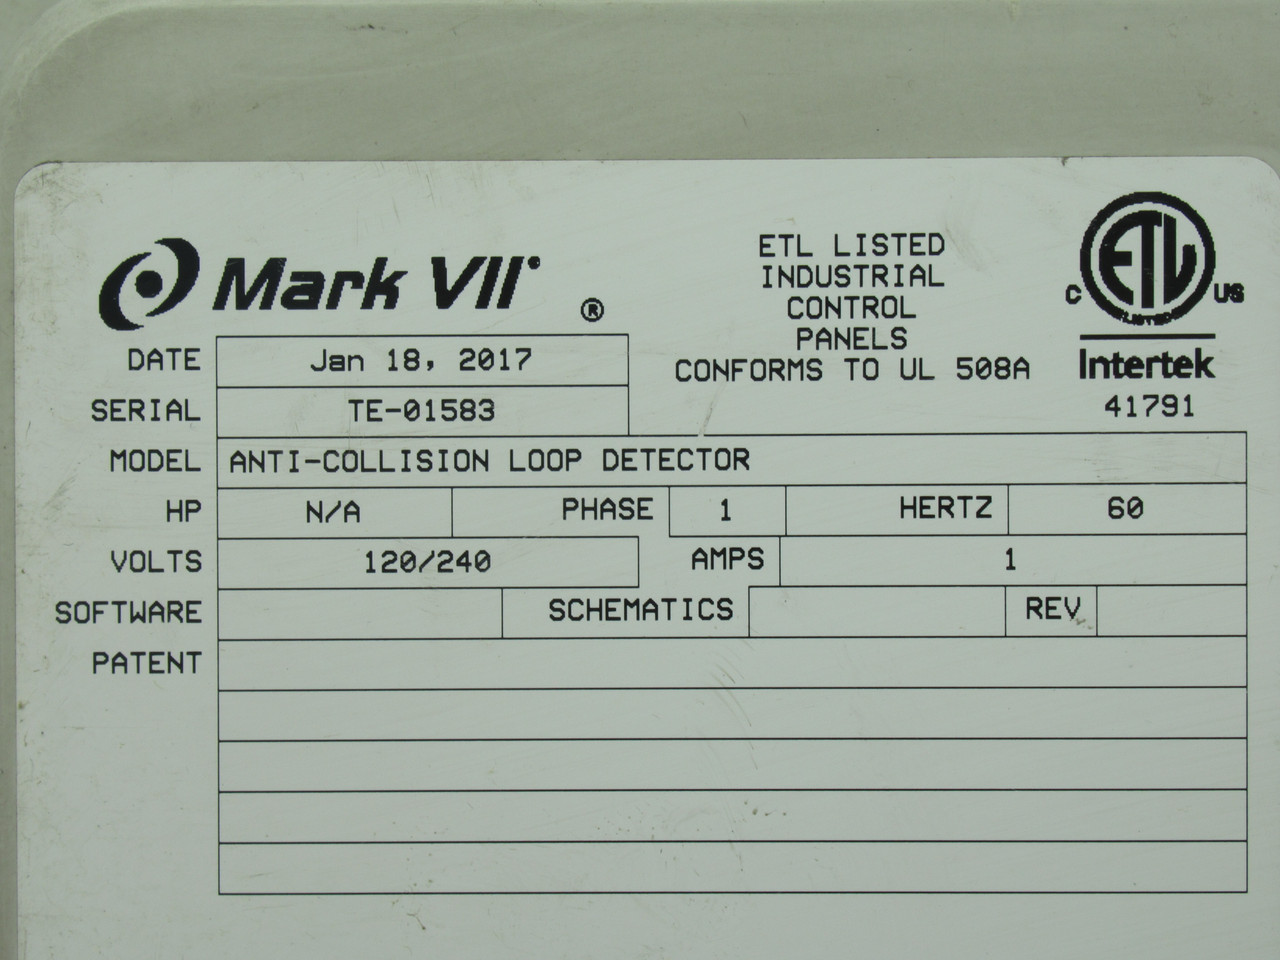 Mark VII ®
ETL LISTED
INDUSTRIAL
CONTROL
PANELS
CONFORMS TO UL 508A
ETL
LISTED
C US
Intertek
41791
DATE Jan 18, 2017
SERIAL TE-01583
MODEL ANTI-COLLISION LOOP DETECTOR
HP N/A PHASE 1 HERTZ 60
VOLTS 120/240 AMPS 1
SOFTWARE SCHEMATICS REV
PATENT